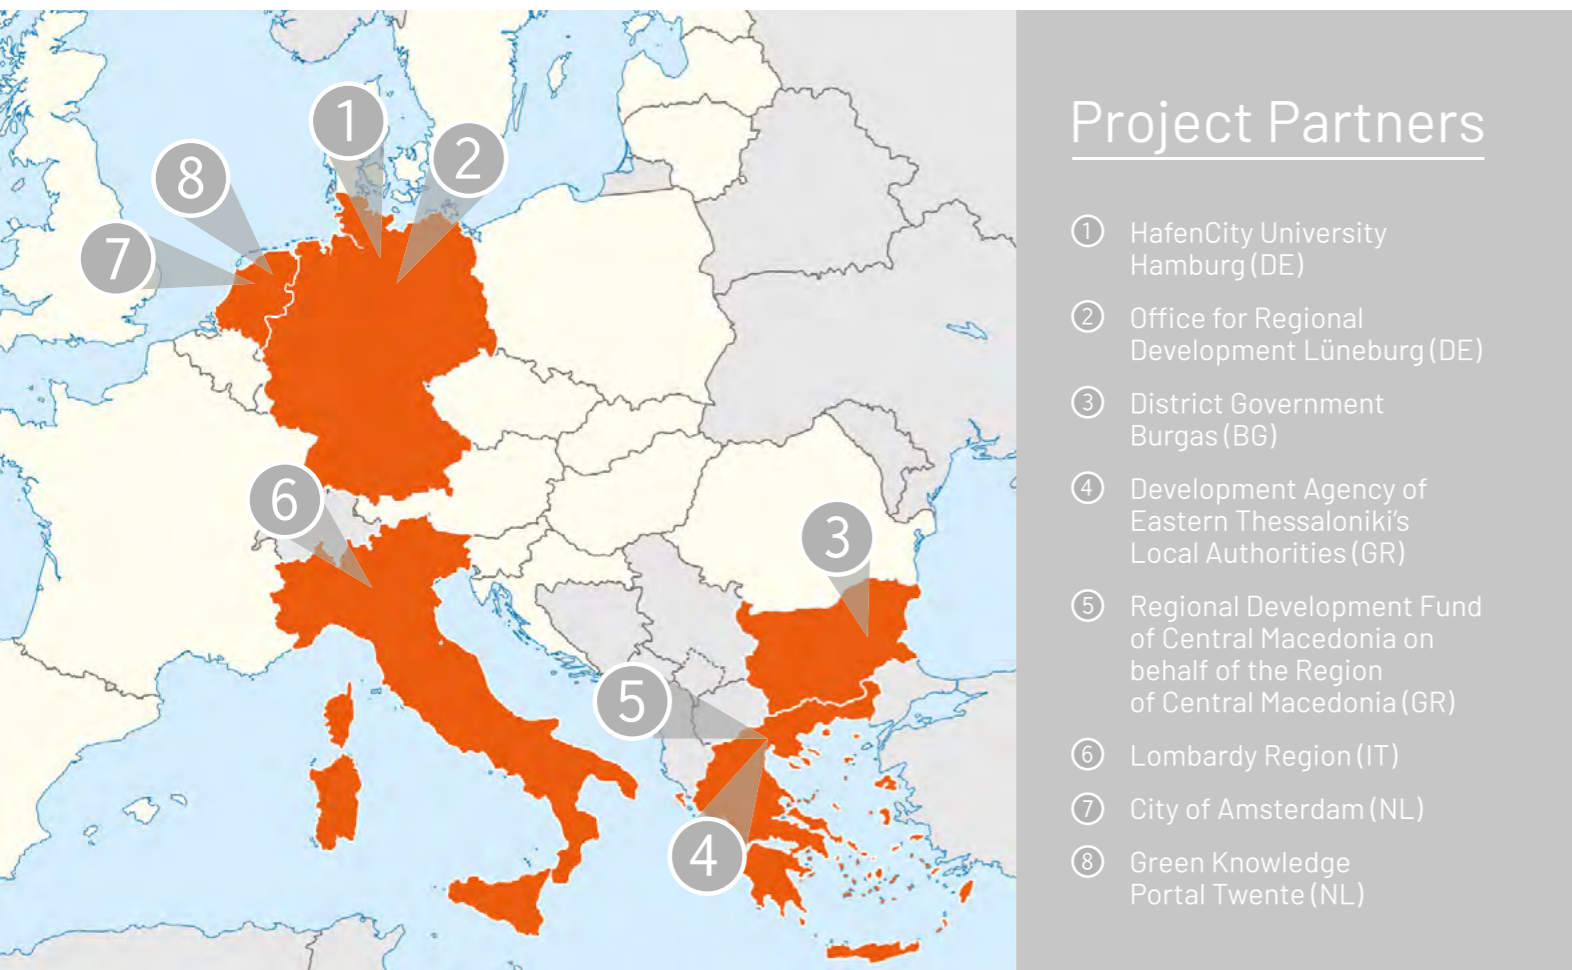 1
2
8
7
6
3
5
4
Project Partners
1 HafenCity University
Hamburg (DE)
2 Office for Regional
Development Lüneburg (DE)
3 District Government
Burgas (BG)
4 Development Agency of
Eastern Thessaloniki's
Local Authorities (GR)
5 Regional Development Fund
of Central Macedonia on
behalf of the Region
of Central Macedonia (GR)
6 Lombardy Region (IT)
7 City of Amsterdam (NL)
8 Green Knowledge
Portal Twente (NL)